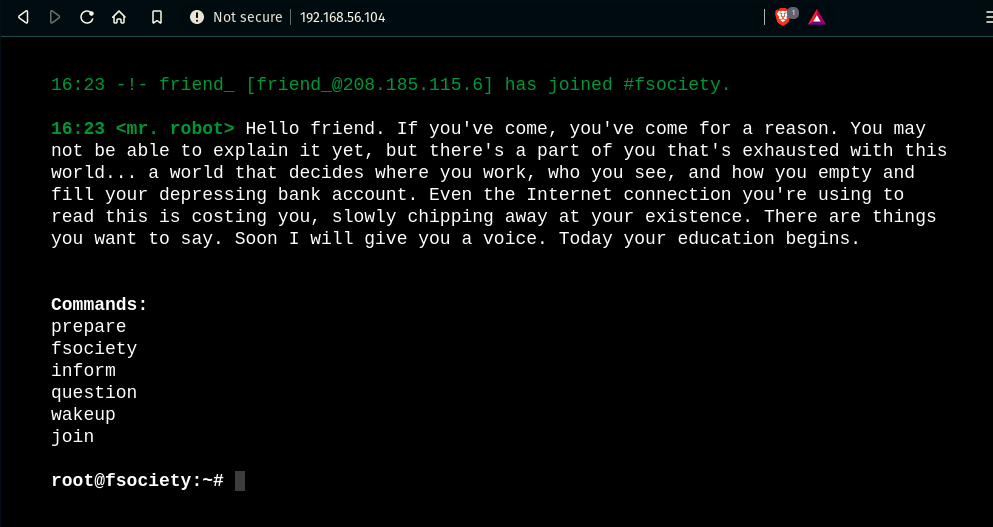 Not secure 192.168.56.104
1
16:23 -!- friend_ [friend_@208.185.115.6] has joined #fsociety.
16:23 <mr. robot> Hello friend. If you've come, you've come for a reason. You may
not be able to explain it yet, but there's a part of you that's exhausted with this
world... a world that decides where you work, who you see, and how you empty and
fill your depressing bank account. Even the Internet connection you're using to
read this is costing you, slowly chipping away at your existence. There are things
you want to say. Soon I will give you a voice. Today your education begins.
Commands:
prepare
fsociety
inform
question
wakeup
join
root@fsociety:~#